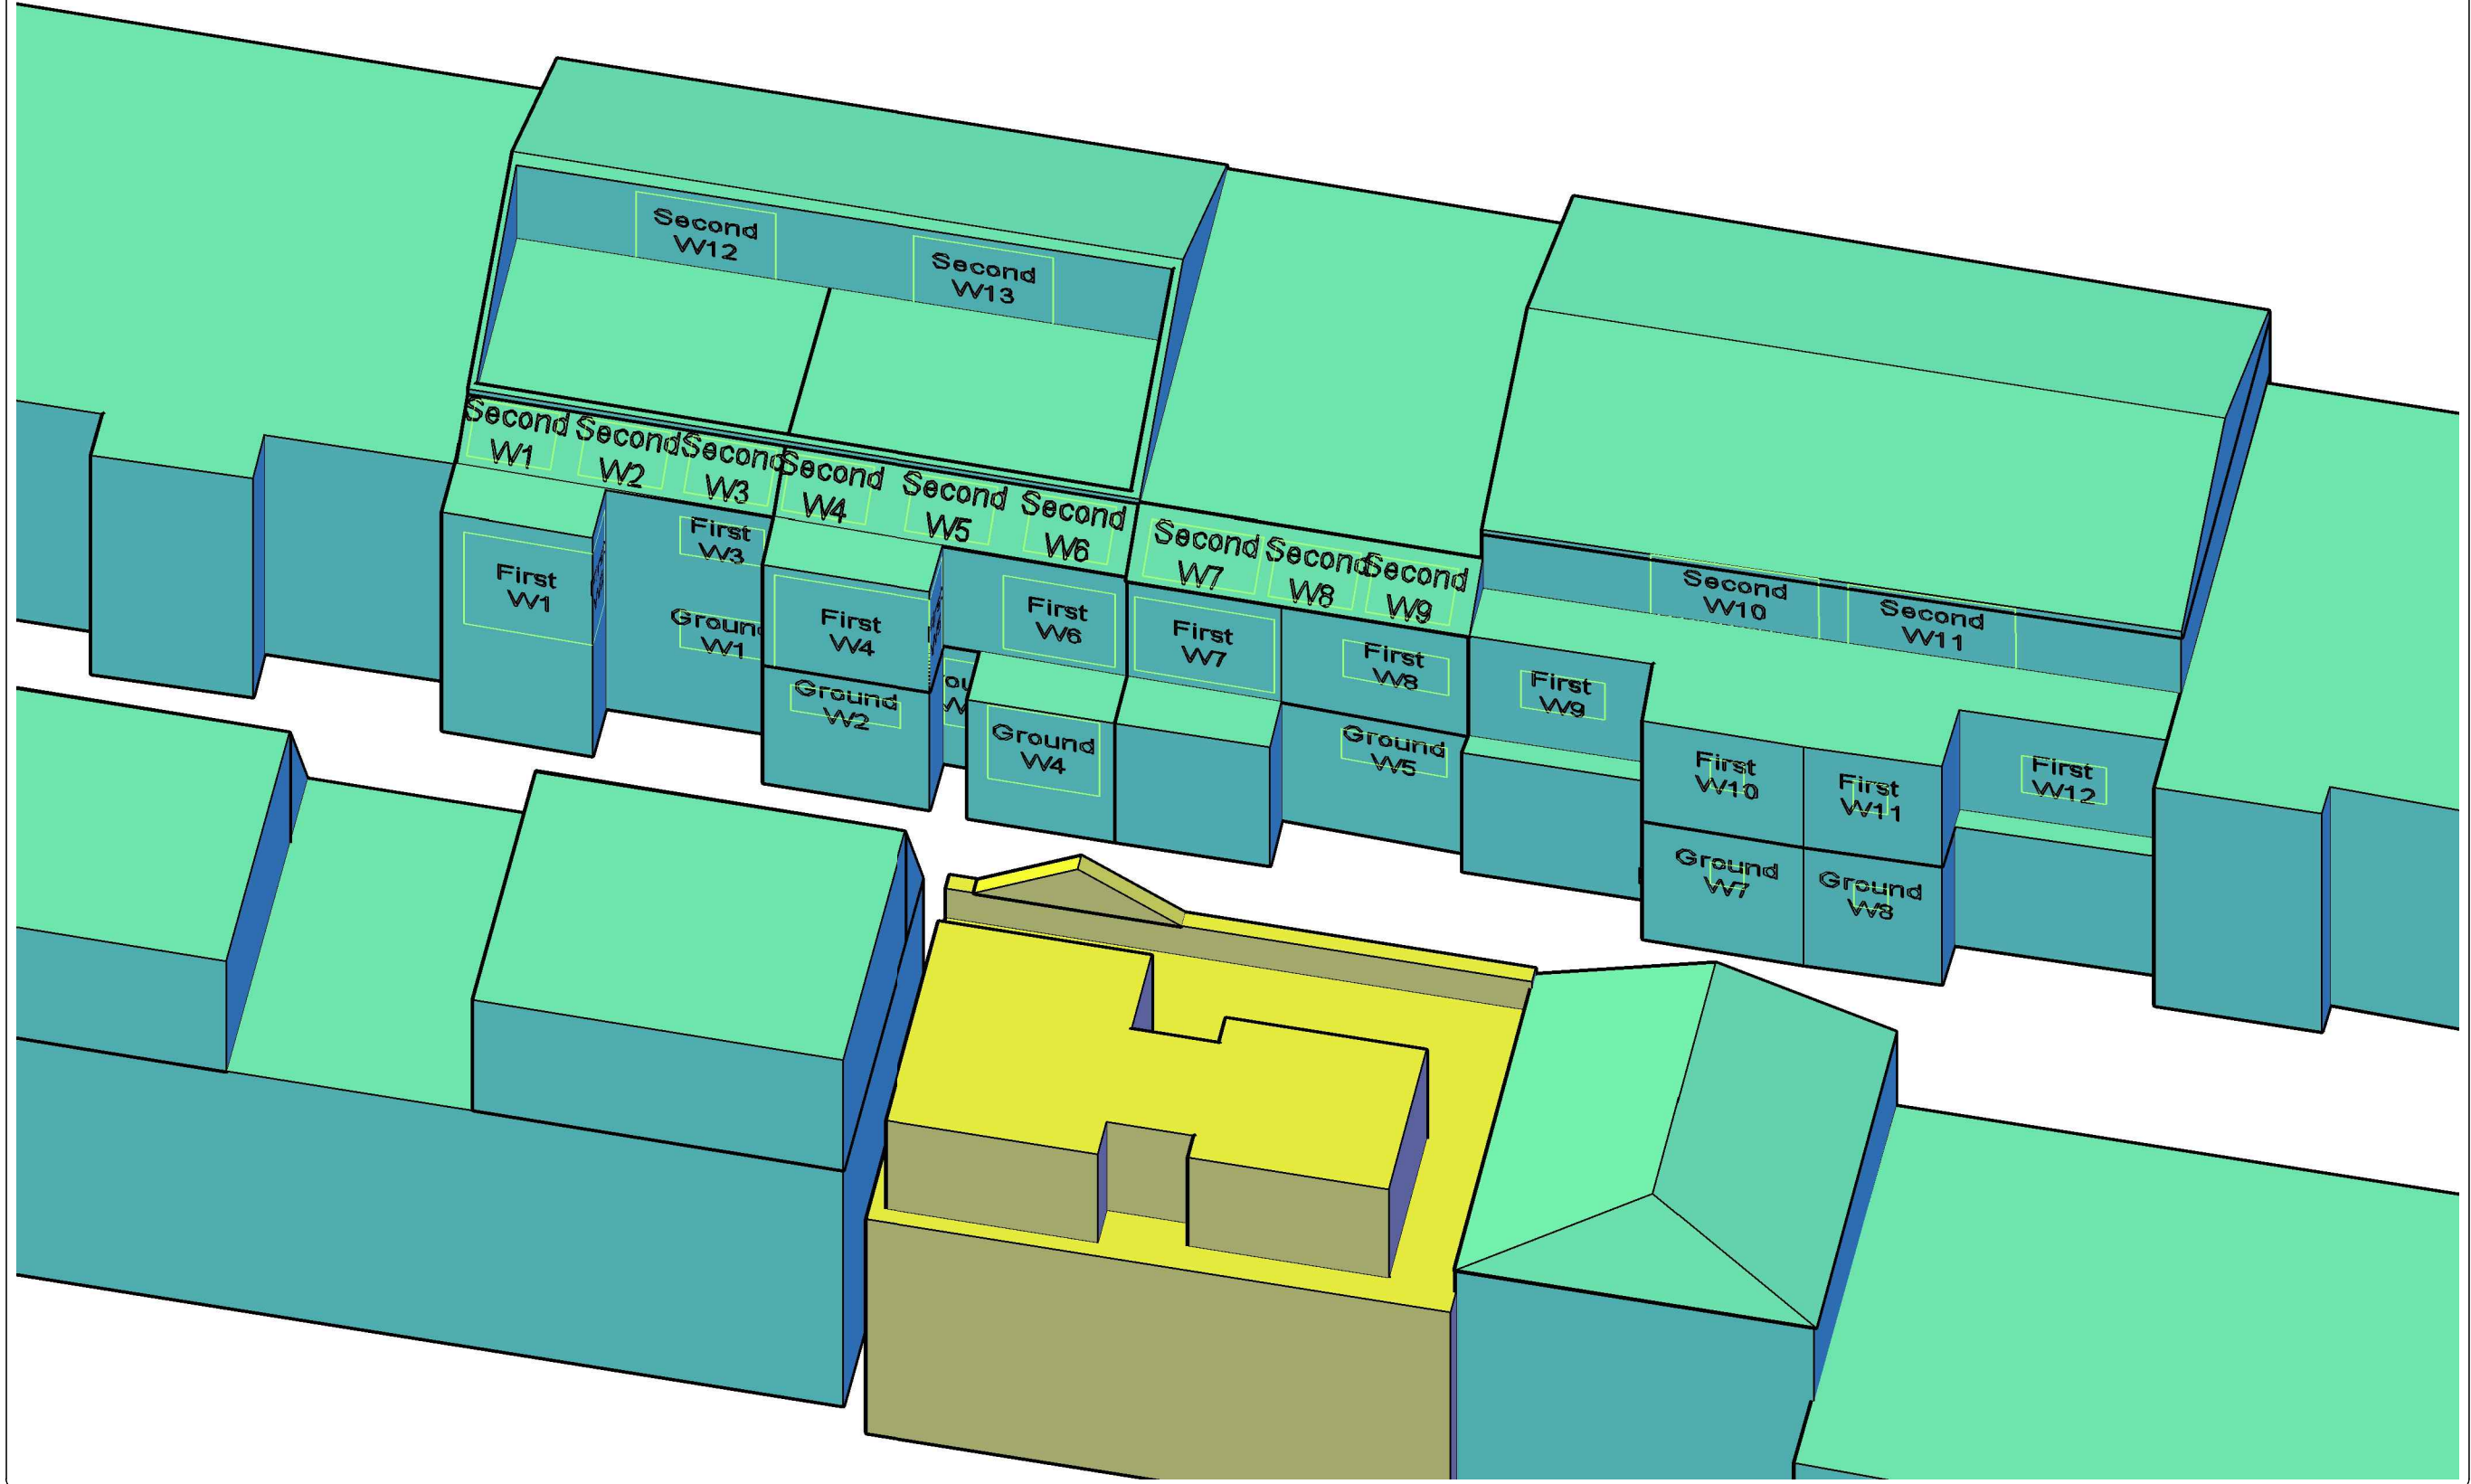 Second
W12
Second
W13
Second
W1
Second
W2
Second
W3
Second
W4
Second
W5
Second
W6
Second
W7
Second
W8
Second
W9
Second
W10
Second
W11
First
W1
First
W3
First
W4
First
W6
First
W7
First
W8
First
W9
First
W10
First
W11
First
W12
Groun
W1
Ground
W2
Ground
W4
Ground
W5
Ground
W7
Ground
W8